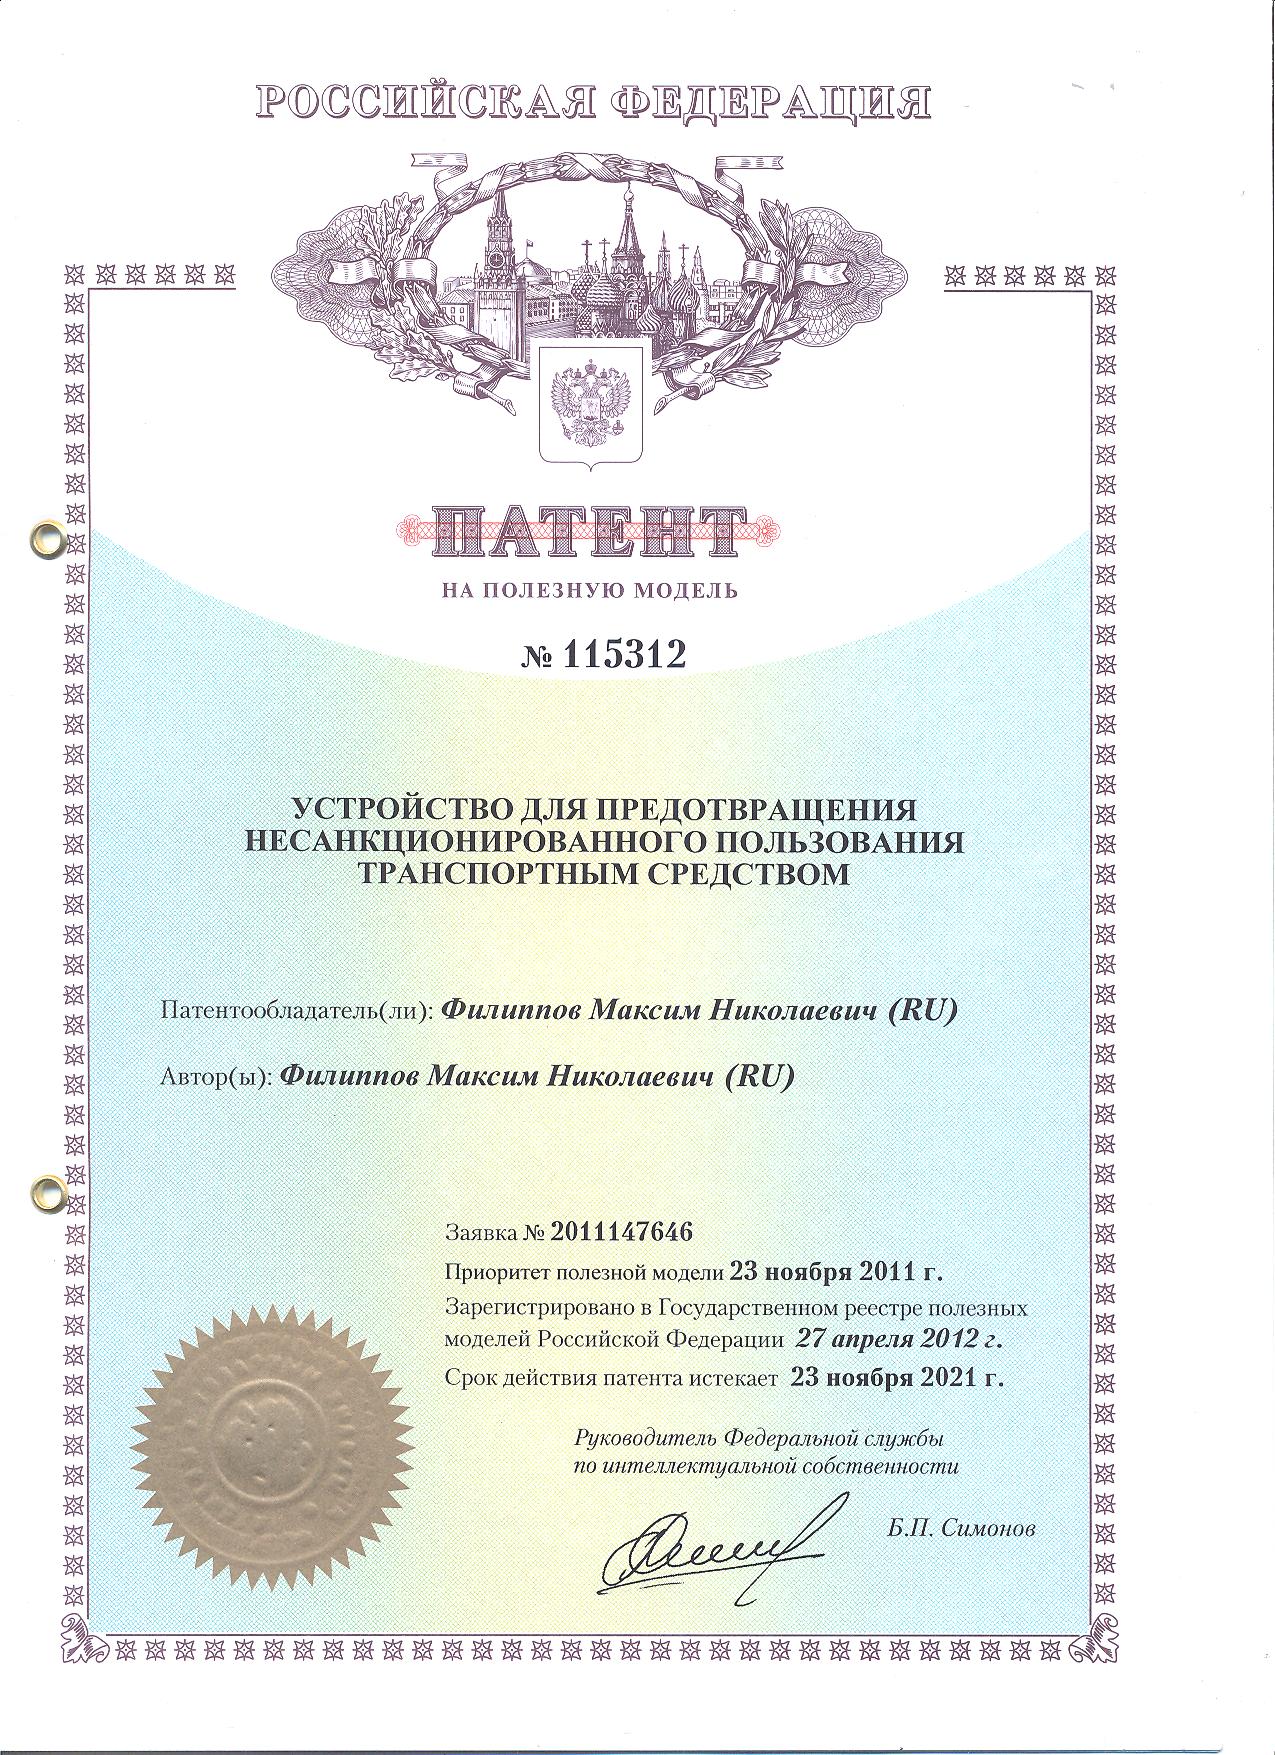 РОССИЙСКАЯ ФЕДЕРАЦИЯ
ПАТЕНТ
НА ПОЛЕЗНУЮ МОДЕЛЬ
№ 115312
УСТРОЙСТВО ДЛЯ ПРЕДОТВРАЩЕНИЯ
НЕСАНКЦИОНИРОВАННОГО ПОЛЬЗОВАНИЯ
ТРАНСПОРТНЫМ СРЕДСТВОМ
Патентообладатель(ли): Филиппов Максим Николаевич (RU)
Автор(ы): Филиппов Максим Николаевич (RU)
Заявка № 2011147646
Приоритет полезной модели 23 ноября 2011 г.
Зарегистрировано в Государственном реестре полезных
моделей Российской Федерации 27 апреля 2012 г.
Срок действия патента истекает 23 ноября 2021 г.
Руководитель Федеральной службы
по интеллектуальной собственности
Б.П. Симонов